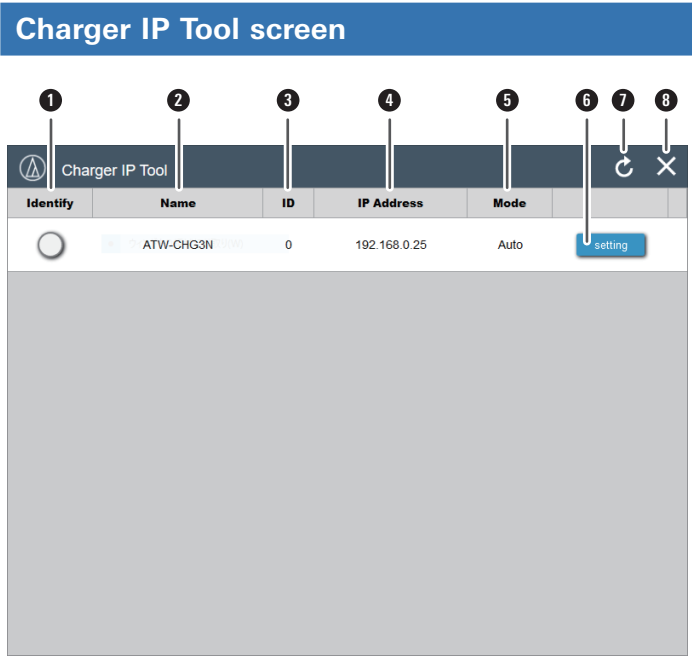 Charger IP Tool screen
1 2 3 4 5 6 7 8
Charger IP Tool
Identify Name ID IP Address Mode
ATW-CHG3N 0 192.168.0.25 Auto setting